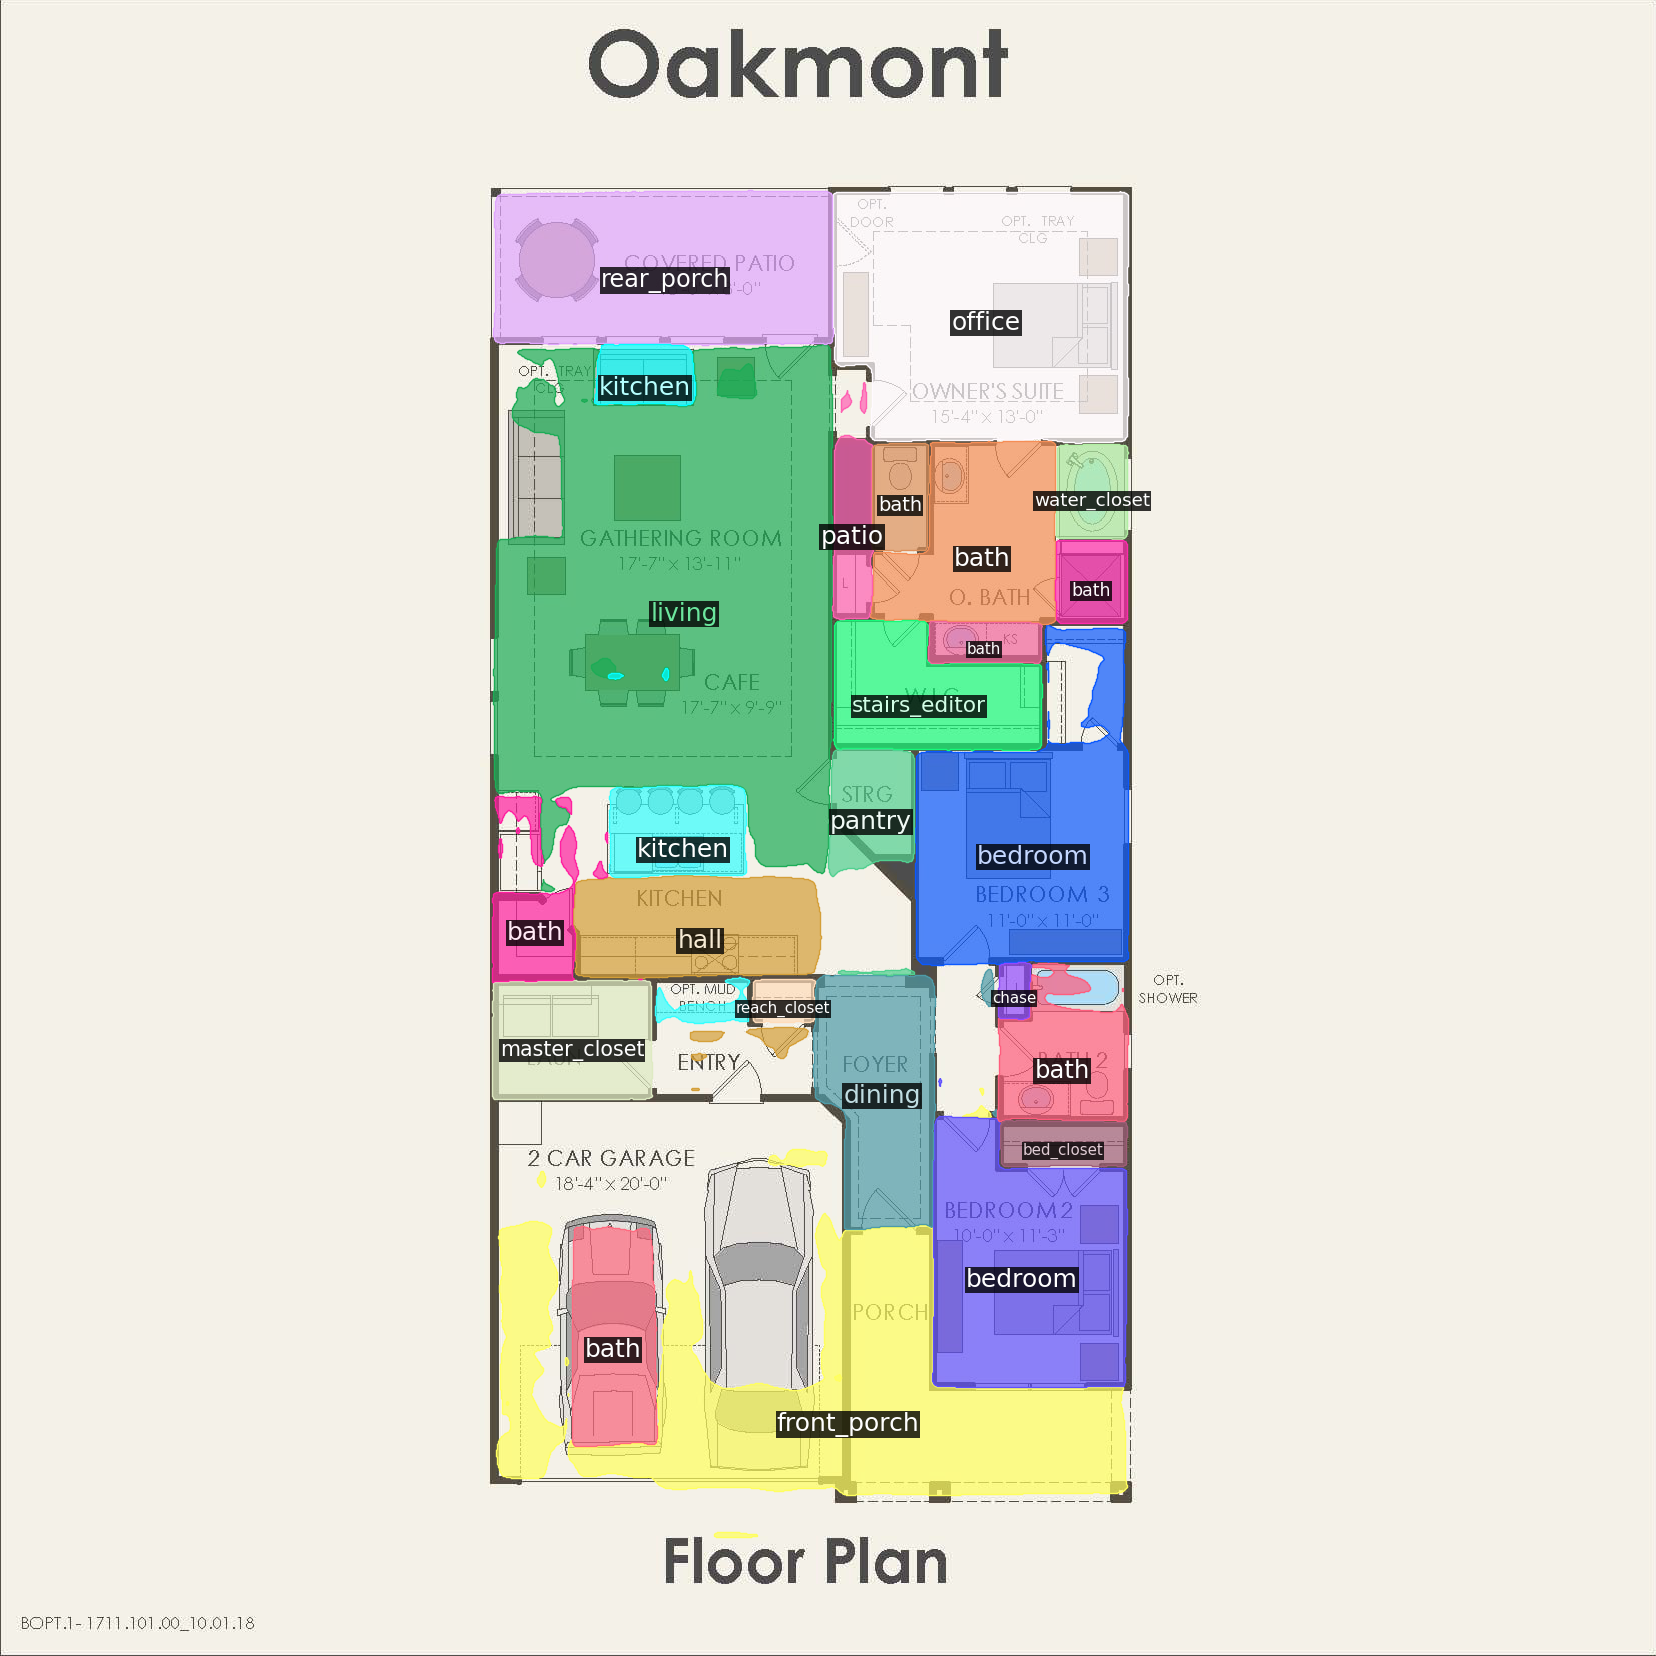 Oakmont
OPT.
DOOR
OPT. TRAY
CLG
COVERED PATIO
rear_porch
office
OPT. TRAY
CLG
kitchen
OWNER'S SUITE
15'-4" x 13'-0"
GATHERING ROOM
17'-7" x 13'-11"
bath
water_closet
patio
bath
bath
L
O. BATH
living
KS
bath
CAFE
17'-7" x 9'-9"
W.I.C.
stairs_editor
STRG
pantry
kitchen
bedroom
BEDROOM 3
11'-0" x 11'-0"
KITCHEN
bath
hall
OPT.
SHOWER
OPT. MUD
BENCH
reach_closet
chase
master_closet
ENTRY
FOYER
dining
BATH 2
bath
bed_closet
2 CAR GARAGE
18'-4" x 20'-0"
BEDROOM 2
10'-0" x 11'-3"
bedroom
PORCH
bath
front_porch
Floor Plan
BOPT.1- 1711.101.00_10.01.18